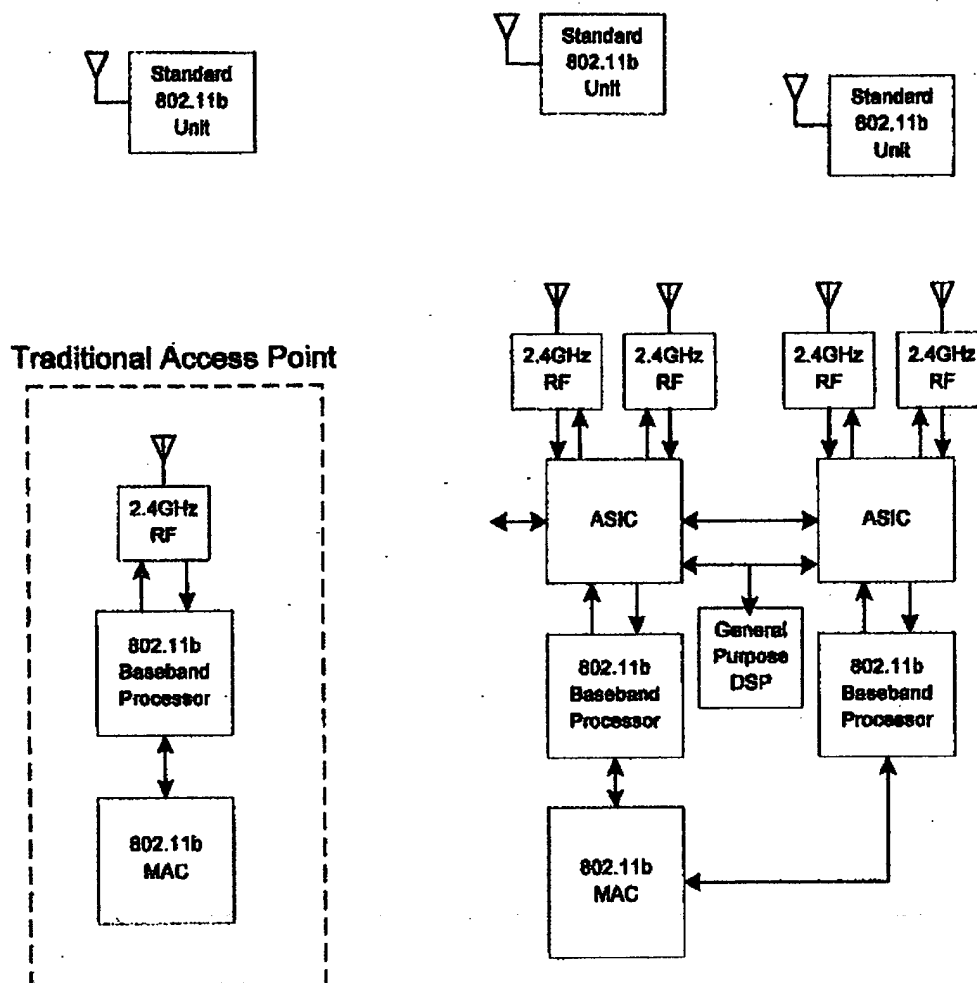 Standard
802.11b
Unit
Standard
802.11b
Unit
Standard
802.11b
Unit
Traditional Access Point
2.4GHz
RF
802.11b
Baseband
Processor
802.11b
MAC
2.4GHz
RF
2.4GHz
RF
2.4GHz
RF
2.4GHz
RF
ASIC
ASIC
802.11b
Baseband
Processor
General
Purpose
DSP
802.11b
Baseband
Processor
802.11b
MAC